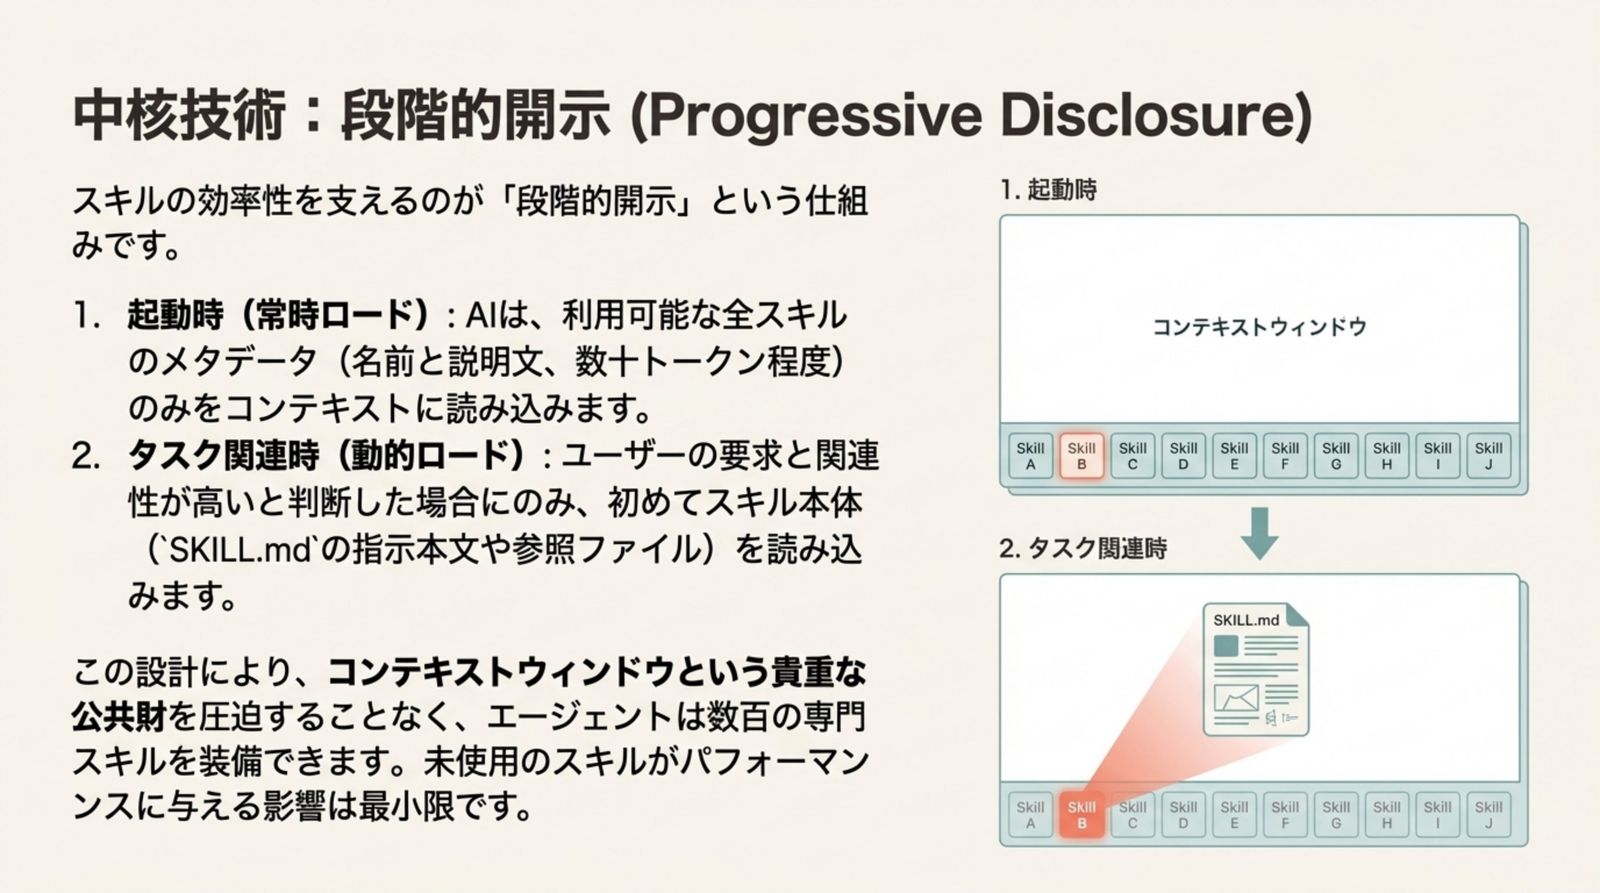 中核技術：段階的開示 (Progressive Disclosure)
スキルの効率性を支えるのが「段階的開示」という仕組
みです。
1. 起動時（常時ロード）: AIは、利用可能な全スキル
のメタデータ（名前と説明文、数十トークン程度）
のみをコンテキストに読み込みます。
2. タスク関連時（動的ロード）: ユーザーの要求と関連
性が高いと判断した場合にのみ、初めてスキル本体
（`SKILL.md`の指示本文や参照ファイル）を読み込
みます。
この設計により、コンテキストウィンドウという貴重な
公共財を圧迫することなく、エージェントは数百の専門
スキルを装備できます。未使用のスキルがパフォーマン
ンスに与える影響は最小限です。
1. 起動時
コンテキストウィンドウ
Skill A
Skill B
Skill C
Skill D
Skill E
Skill F
Skill G
Skill H
Skill I
Skill J
2. タスク関連時
SKILL.md
Skill A
Skill B
Skill C
Skill D
Skill E
Skill F
Skill G
Skill H
Skill I
Skill J